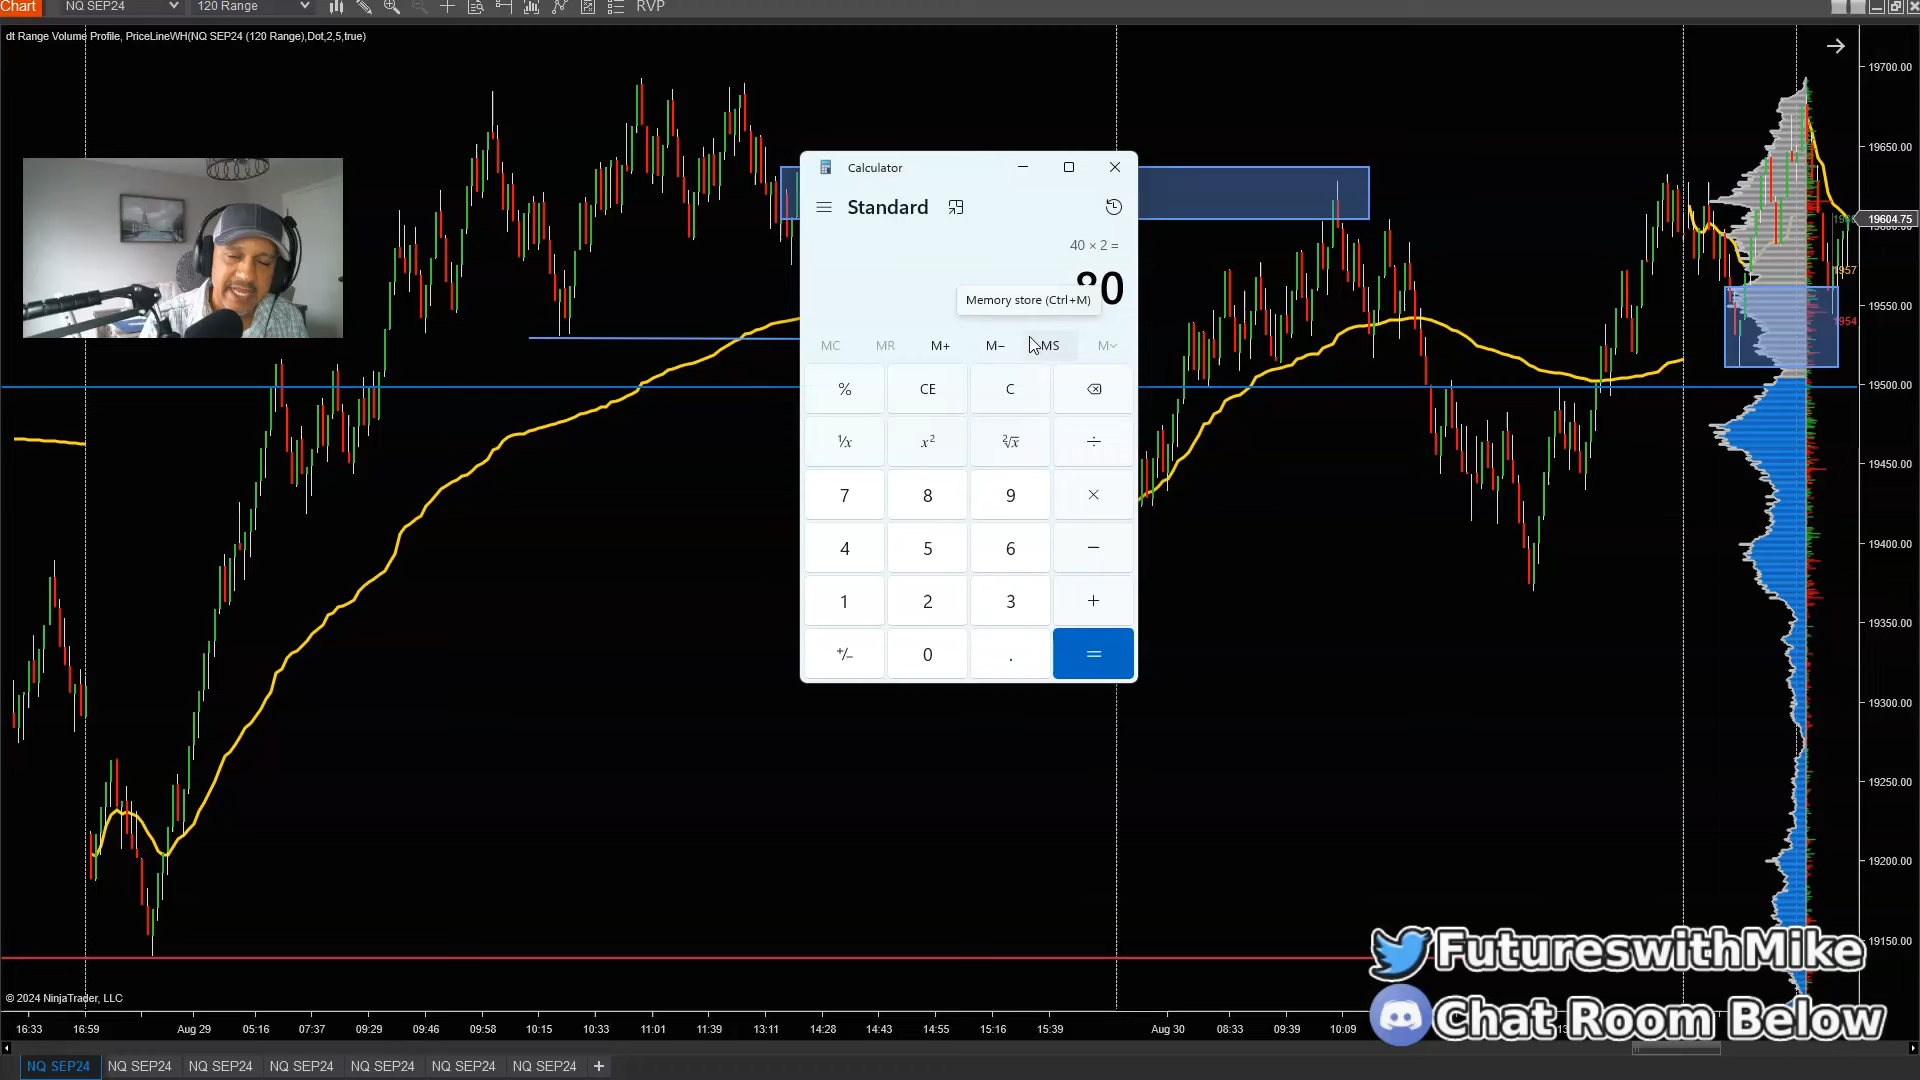 Chart NQ SEP24 120 Range RVP
dt Range Volume Profile, PriceLineWH(NQ SEP24 (120 Range),Dot,2,5,true)
19700.00
19650.00
19604.75
19550.00
19500.00
19450.00
19400.00
19350.00
19300.00
19250.00
19200.00
19150.00
1957
1954
Calculator
Standard
40 × 2 =
80
Memory store (Ctrl+M)
MC MR M+ M− MS M
% CE C
¹/x x² ²√x ÷
7 8 9 ×
4 5 6 −
1 2 3 +
+/− 0 . =
FutureswithMike
Chat Room Below
© 2024 NinjaTrader, LLC
16:33 16:59 Aug 29 05:16 07:37 09:29 09:46 09:58 10:15 10:33 11:01 11:39 13:11 14:28 14:43 14:55 15:16 15:39 Aug 30 08:33 09:39 10:09
NQ SEP24 NQ SEP24 NQ SEP24 NQ SEP24 NQ SEP24 NQ SEP24 NQ SEP24 +